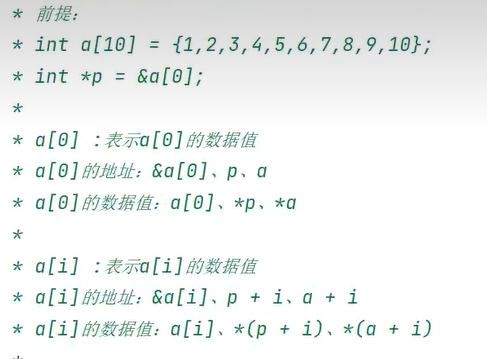 * 前提：
* int a[10] = {1,2,3,4,5,6,7,8,9,10};
* int *p = &a[0];
*
* a[0] ：表示a[0]的数据值
* a[0]的地址：&a[0]、p、a
* a[0]的数据值：a[0]、*p、*a
*
* a[i] ：表示a[i]的数据值
* a[i]的地址：&a[i]、p + i、a + i
* a[i]的数据值：a[i]、*(p + i)、*(a + i)
*